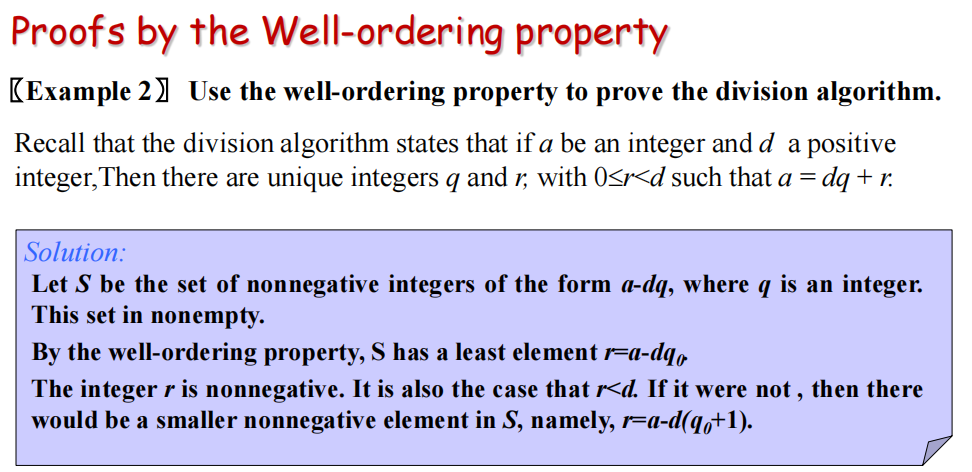 Proofs by the Well-ordering property
〖Example 2〗 Use the well-ordering property to prove the division algorithm.
Recall that the division algorithm states that if a be an integer and d a positive
integer,Then there are unique integers q and r, with 0≤r<d such that a = dq + r.
Solution:
Let S be the set of nonnegative integers of the form a-dq, where q is an integer.
This set in nonempty.
By the well-ordering property, S has a least element r=a-dq₀.
The integer r is nonnegative. It is also the case that r<d. If it were not , then there
would be a smaller nonnegative element in S, namely, r=a-d(q₀+1).